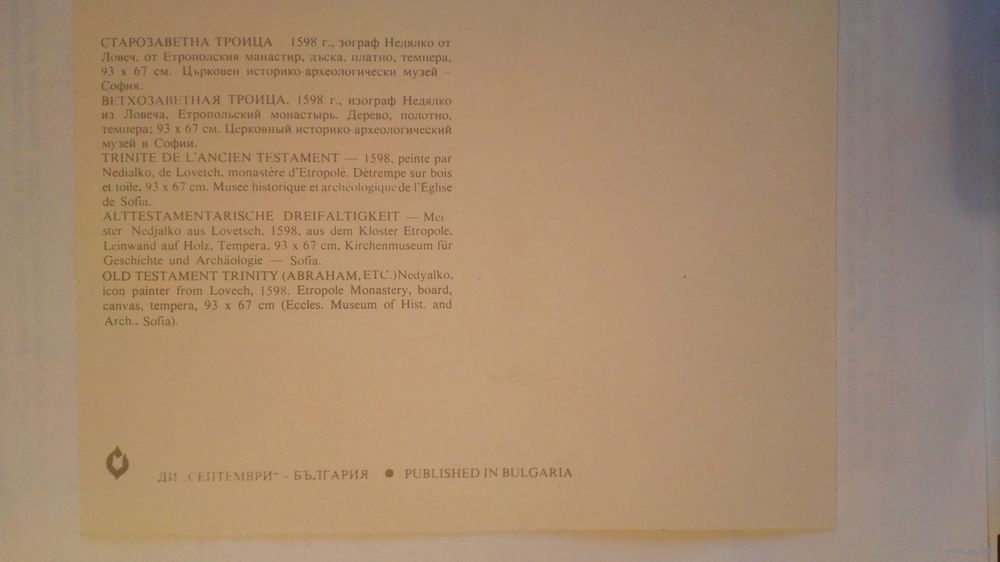 СТАРОЗАВЕТНА ТРОИЦА – 1598 г., зограф Недялко от
Ловеч, от Етрополския манастир, дъска, платно, темпера,
93 х 67 см. Църковен историко-археологически музей –
София.
ВЕТХОЗАВЕТНАЯ ТРОИЦА, 1598 г., изограф Недялко
из Ловеча, Етропольский монастырь. Дерево, полотно,
темпера; 93 х 67 см. Церковный историко-археологический
музей в Софии.
TRINITE DE L'ANCIEN TESTAMENT — 1598, peinte par
Nedialko, de Lovetch, monastère d'Etropolé. Détrempe sur bois
et toile, 93 x 67 cm. Musee historique et archéologique de l'Eglise
de Sofia.
ALTTESTAMENTARISCHE DREIFALTIGKEIT — Mei-
ster Nedjalko aus Lovetsch, 1598, aus dem Kloster Etropole,
Leinwand auf Holz, Tempera, 93 x 67 cm, Kirchenmuseum für
Geschichte und Archäologie — Sofia.
OLD TESTAMENT TRINITY (ABRAHAM, ETC.)Nedyalko,
icon painter from Lovech, 1598, Etropole Monastery, board,
canvas, tempera, 93 x 67 cm (Eccles. Museum of Hist. and
Arch., Sofia).
ДИ „СЕПТЕМВРИ“ – БЪЛГАРИЯ ● PUBLISHED IN BULGARIA